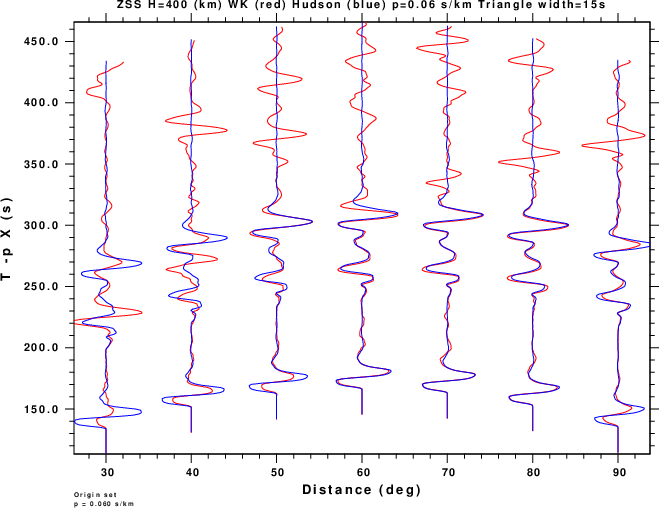 ZSS H=400 (km) WK (red) Hudson (blue) p=0.06 s/km Triangle width=15s
450.0
400.0
350.0
300.0
250.0
200.0
150.0
T -p X (s)
30 40 50 60 70 80 90
Distance (deg)
Origin set
p = 0.060 s/km